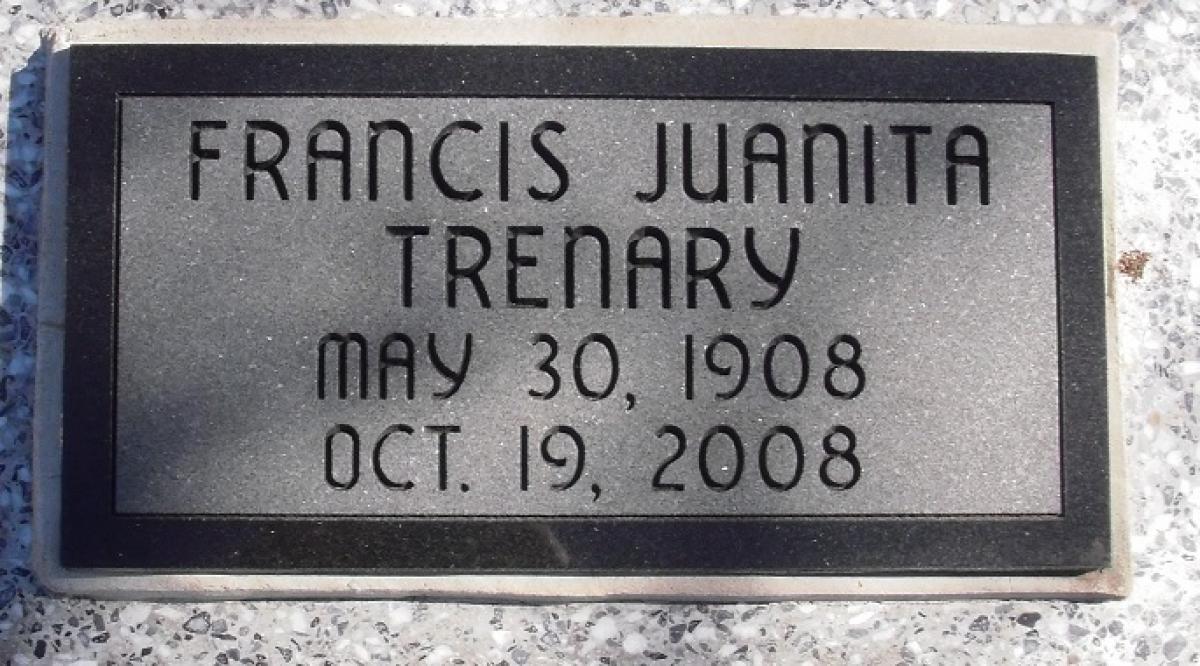 FRANCIS JUANITA
TRENARY
MAY 30, 1908
OCT. 19, 2008